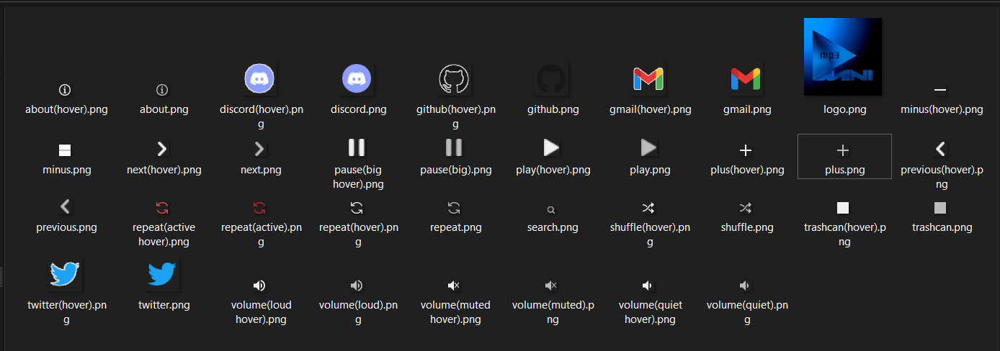 mp3
MINI
about(hover).png
about.png
discord(hover).pn
g
discord.png
github(hover).pn
g
github.png
gmail(hover).png
gmail.png
logo.png
minus(hover).png
minus.png
next(hover).png
next.png
pause(big
hover).png
pause(big).png
play(hover).png
play.png
plus(hover).png
plus.png
previous(hover).p
ng
previous.png
repeat(active
hover).png
repeat(active).pn
g
repeat(hover).pn
g
repeat.png
search.png
shuffle(hover).pn
g
shuffle.png
trashcan(hover).p
ng
trashcan.png
twitter(hover).pn
g
twitter.png
volume(loud
hover).png
volume(loud).pn
g
volume(muted
hover).png
volume(muted).p
ng
volume(quiet
hover).png
volume(quiet).pn
g